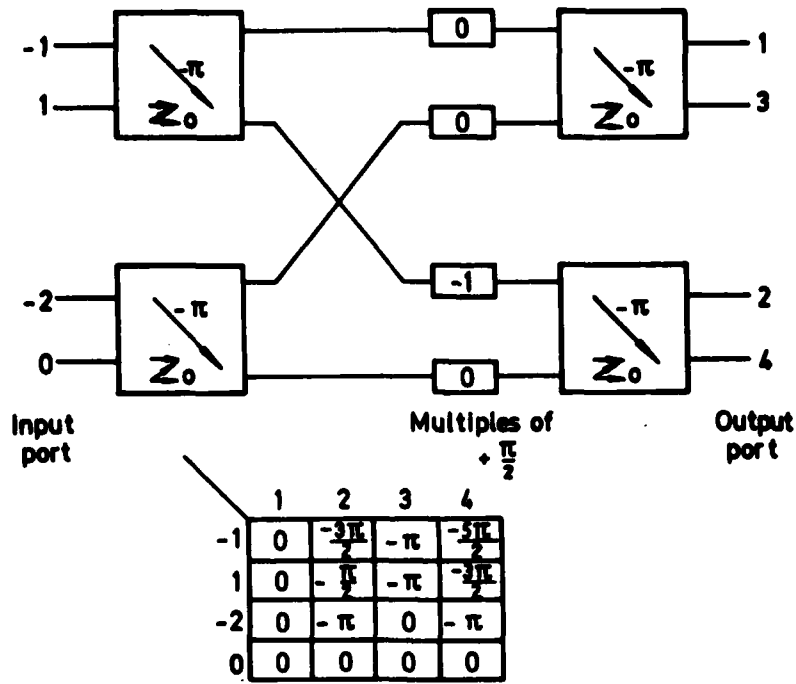 0
-1 -π -π 1
1 Z0 0 Z0 3
-2 -π -1 -π 2
0 Z0 0 Z0 4
Input Multiples of Output
port + π/2 port
1 2 3 4
-1 0 -3π/2 -π -5π/2
1 0 -π/2 -π -3π/2
-2 0 -π 0 -π
0 0 0 0 0